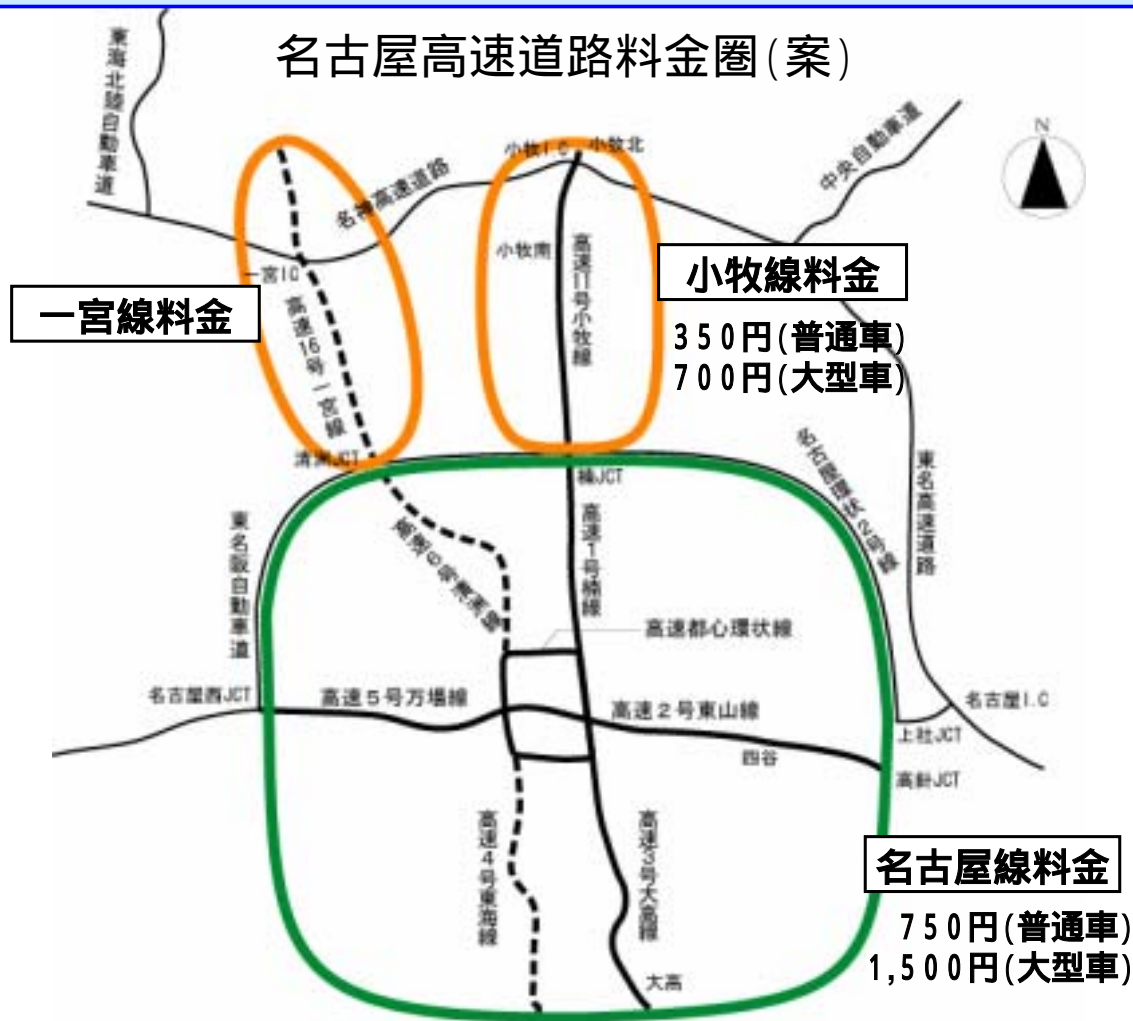 名古屋高速道路料金圏(案)
東海北陸自動車道
小牧I.C
小牧北
中央自動車道
N
名神高速道路
小牧南
高速11号小牧線
小牧線料金
350円(普通車)
700円(大型車)
一宮IC
一宮線料金
高速16号一宮線
清洲JCT
楠JCT
名古屋環状2号線
東名高速道路
東名阪自動車道
高速6号清洲線
高速1号楠線
高速都心環状線
名古屋西JCT
高速5号万場線
高速2号東山線
名古屋I.C
上社JCT
四谷
高針JCT
高速4号東海線
高速3号大高線
名古屋線料金
750円(普通車)
1,500円(大型車)
大高